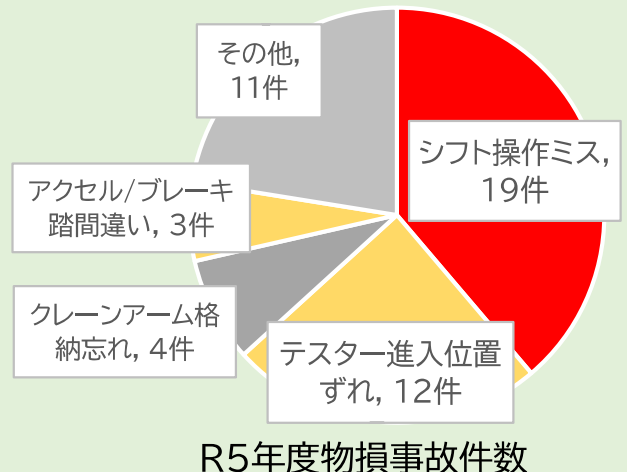 その他,
11件
シフト操作ミス,
19件
アクセル/ブレーキ
踏間違い, 3件
クレーンアーム格
納忘れ, 4件
テスター進入位置
ずれ, 12件
R5年度物損事故件数